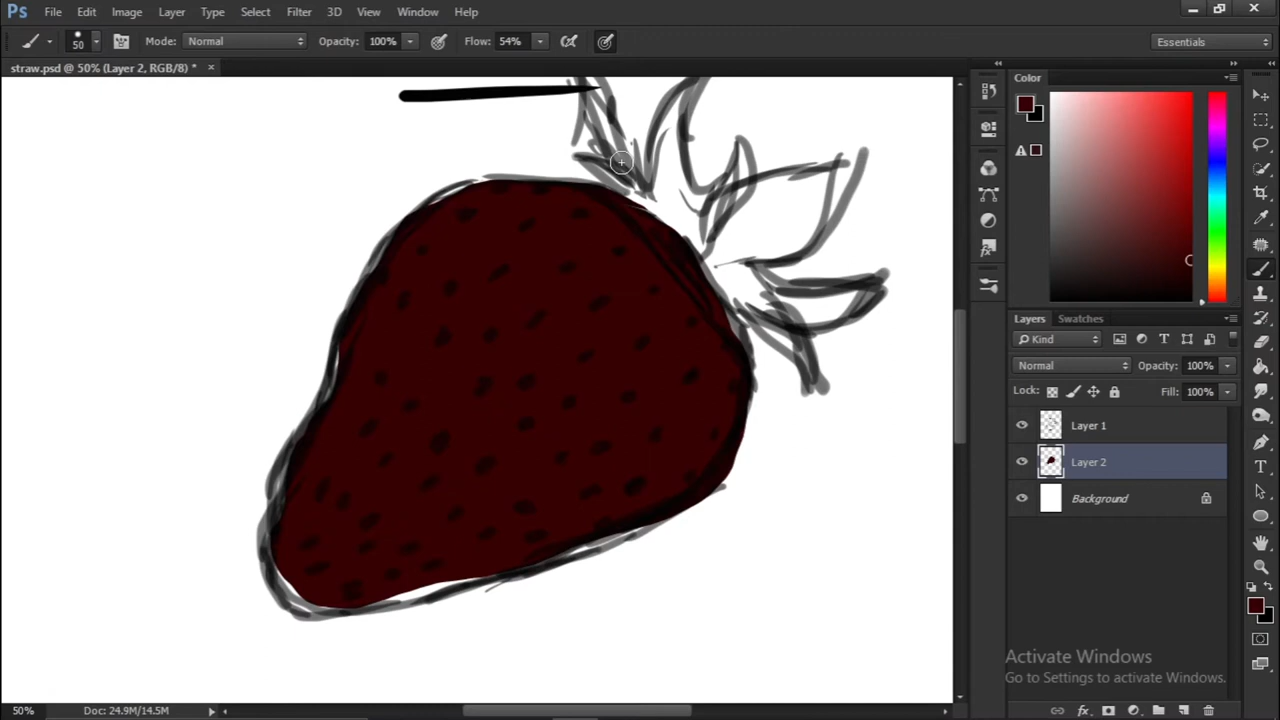 Ps File Edit Image Layer Type Select Filter 3D View Window Help
50 Mode: Normal Opacity: 100% Flow: 54% Essentials
straw.psd @ 50% (Layer 2, RGB/8) * ×
Color
Layers Swatches
Kind
Normal Opacity: 100%
Lock: Fill: 100%
Layer 1
Layer 2
Background
T
Activate Windows
Go to Settings to activate Windows.
50% Doc: 24.9M/14.5M fx